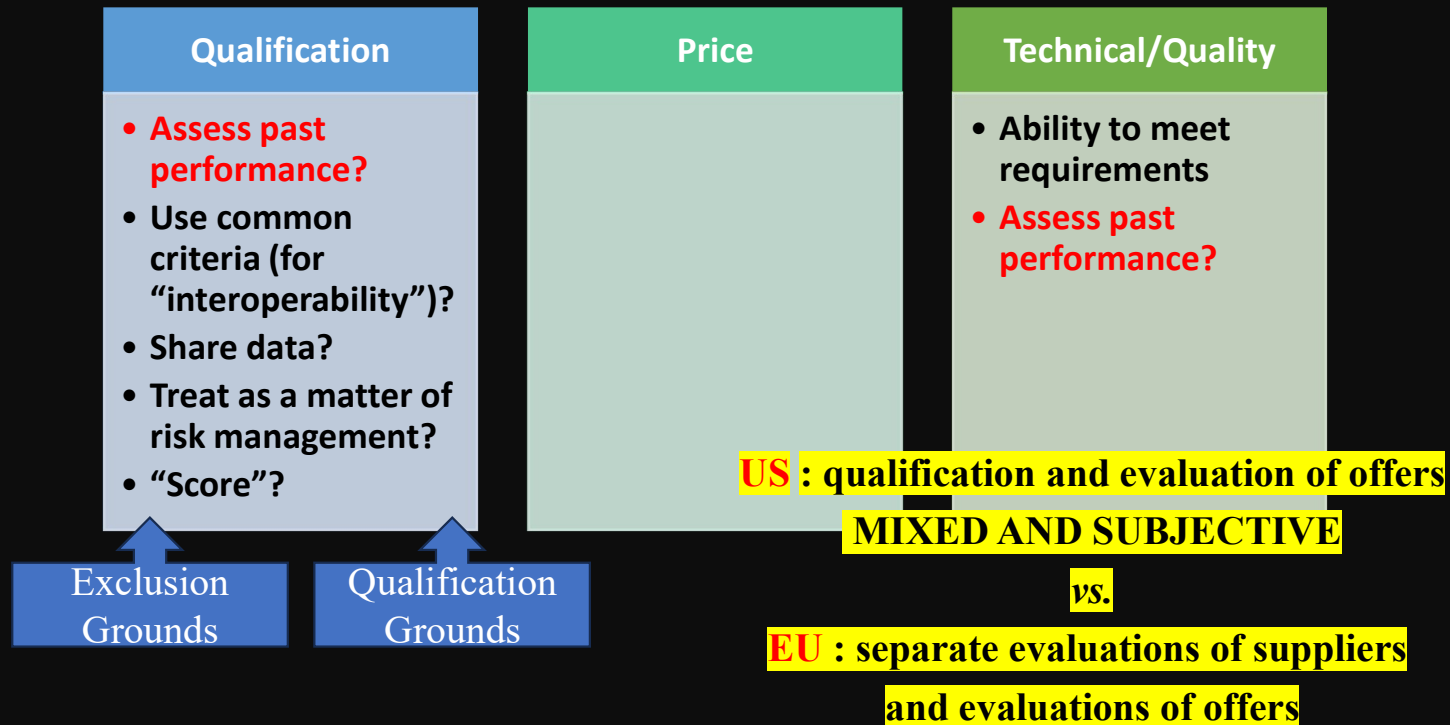 Qualification
• Assess past
performance?
• Use common
criteria (for
“interoperability”)?
• Share data?
• Treat as a matter of
risk management?
• “Score”?
Exclusion
Grounds
Qualification
Grounds
Price
Technical/Quality
• Ability to meet
requirements
• Assess past
performance?
US : qualification and evaluation of offers
MIXED AND SUBJECTIVE
vs.
EU : separate evaluations of suppliers
and evaluations of offers